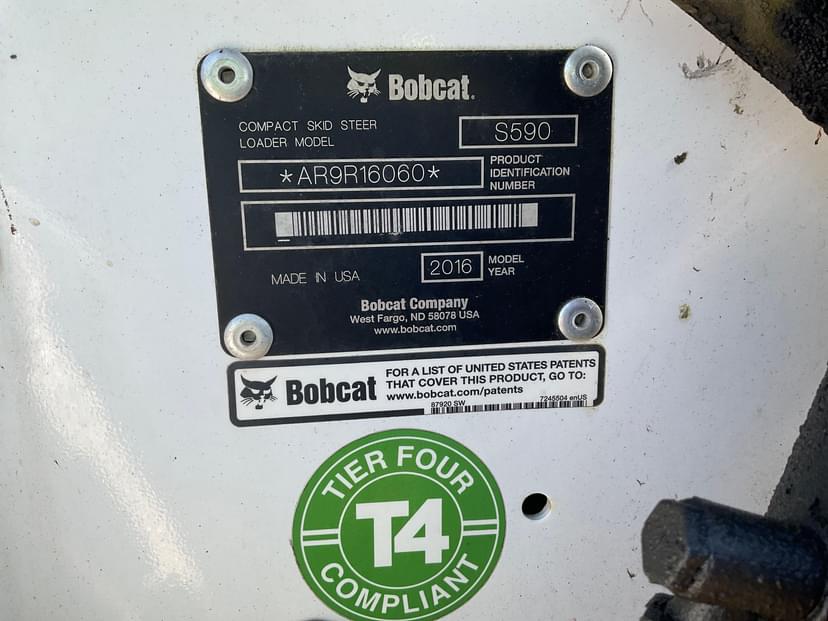 Bobcat.
COMPACT SKID STEER
LOADER MODEL
S590
*AR9R16060*
PRODUCT
IDENTIFICATION
NUMBER
MADE IN USA
2016
MODEL
YEAR
Bobcat Company
West Fargo, ND 58078 USA
www.bobcat.com
Bobcat
FOR A LIST OF UNITED STATES PATENTS
THAT COVER THIS PRODUCT, GO TO:
www.bobcat.com/patents
87920 SW
7245504 enUS
TIER FOUR
T4
COMPLIANT